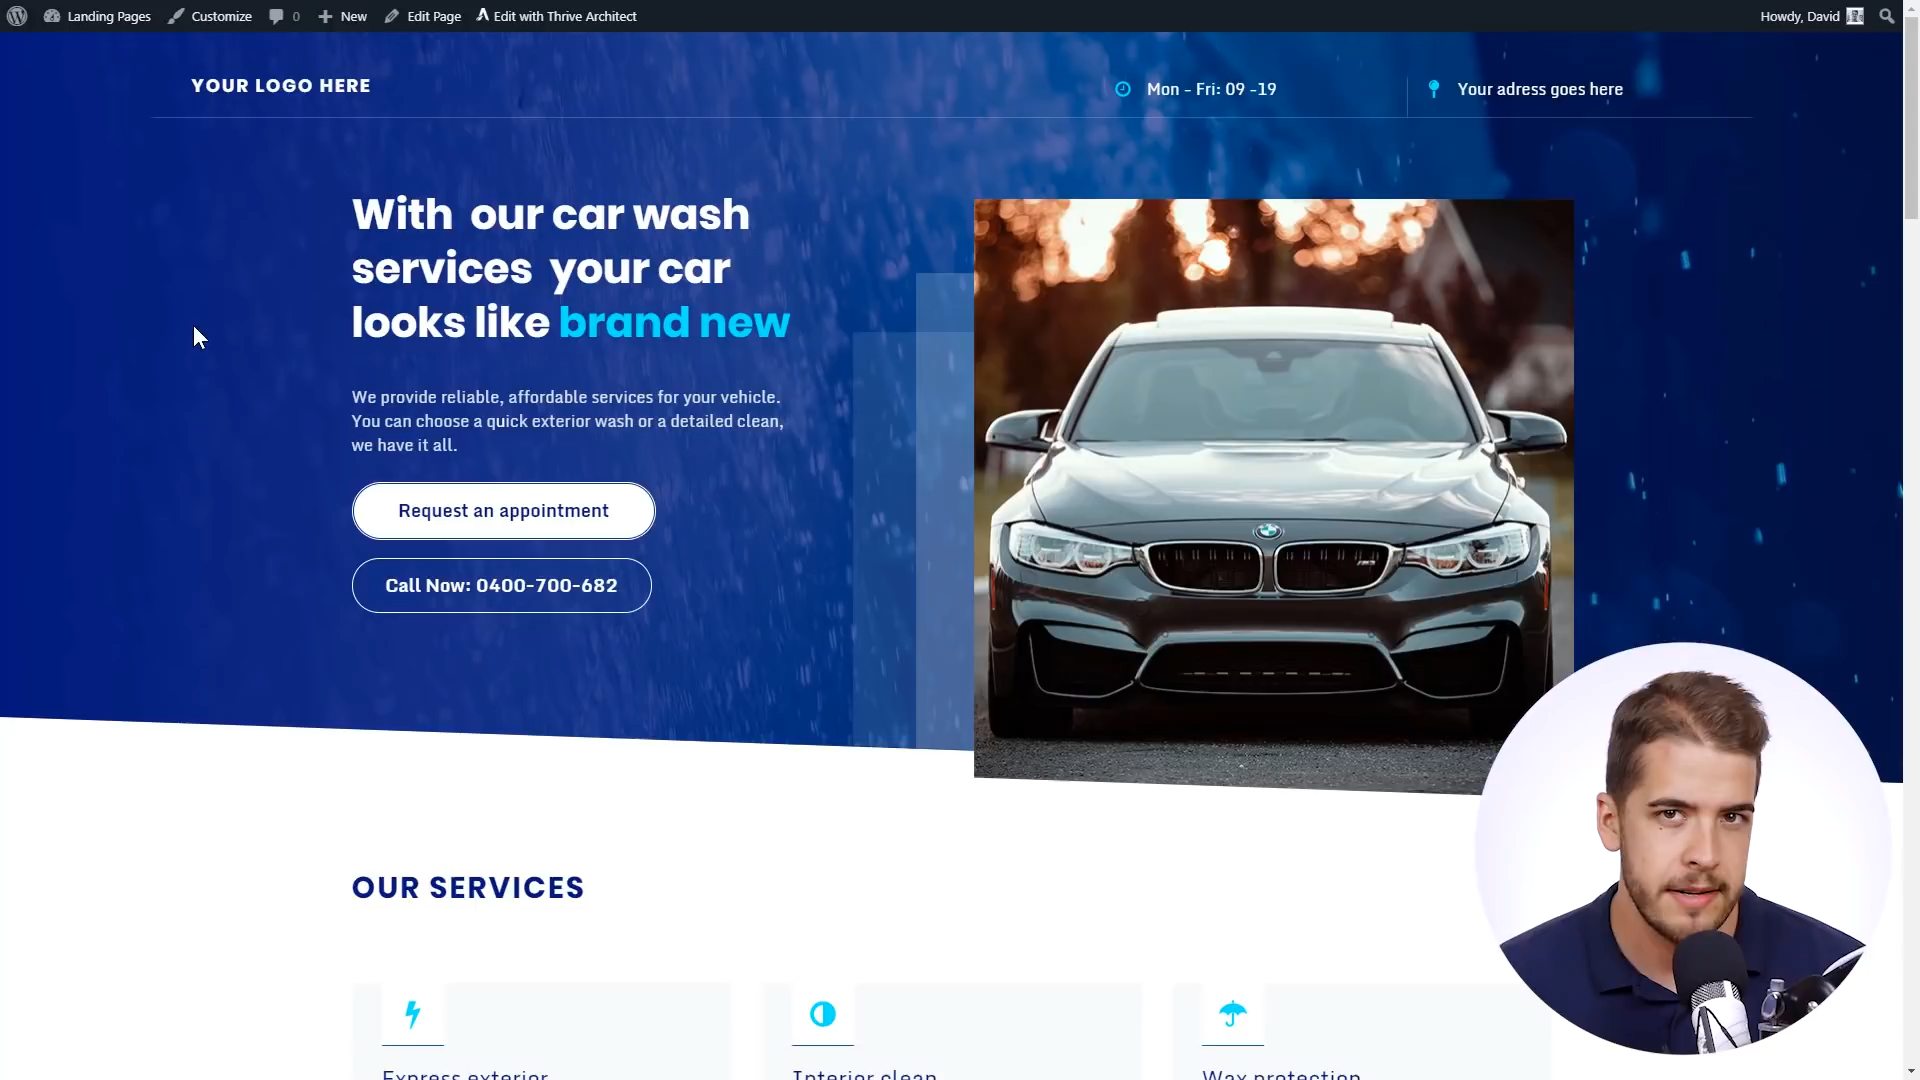 Landing Pages Customize 0 New Edit Page Edit with Thrive Architect Howdy, David
YOUR LOGO HERE
Mon - Fri: 09 -19
Your adress goes here
With our car wash
services your car
looks like brand new
We provide reliable, affordable services for your vehicle.
You can choose a quick exterior wash or a detailed clean,
we have it all.
Request an appointment
Call Now: 0400-700-682
OUR SERVICES
Express exterior
Interior clean
Wax protection